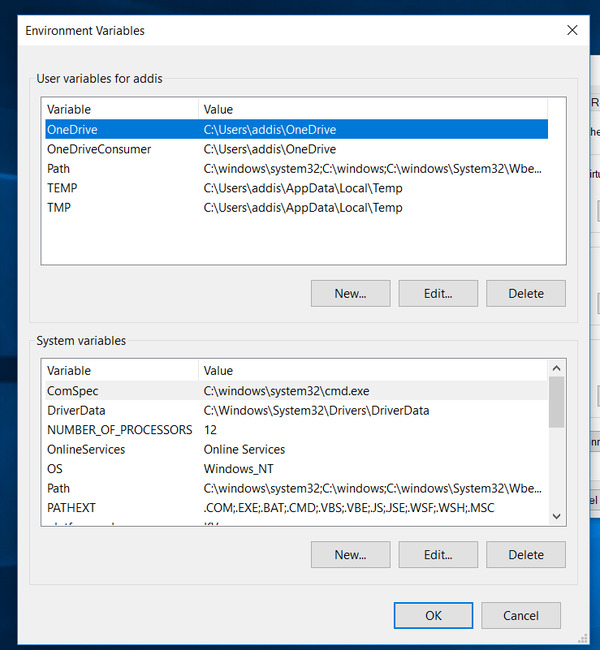 Environment Variables
User variables for addis
Variable Value
OneDrive C:\Users\addis\OneDrive
OneDriveConsumer C:\Users\addis\OneDrive
Path C:\windows\system32;C:\windows;C:\windows\System32\Wbe...
TEMP C:\Users\addis\AppData\Local\Temp
TMP C:\Users\addis\AppData\Local\Temp
New... Edit... Delete
System variables
Variable Value
ComSpec C:\windows\system32\cmd.exe
DriverData C:\Windows\System32\Drivers\DriverData
NUMBER_OF_PROCESSORS 12
OnlineServices Online Services
OS Windows_NT
Path C:\windows\system32;C:\windows;C:\windows\System32\Wbe...
PATHEXT .COM;.EXE;.BAT;.CMD;.VBS;.VBE;.JS;.JSE;.WSF;.WSH;.MSC
New... Edit... Delete
OK Cancel